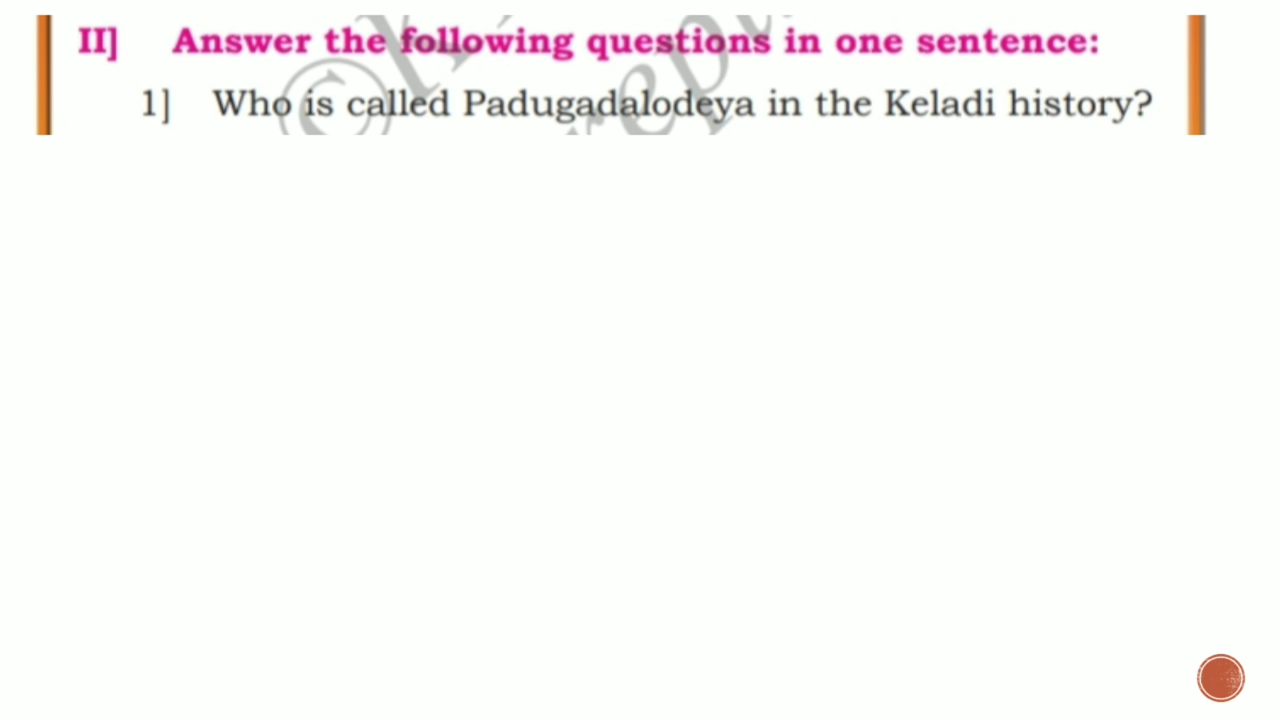 II] Answer the following questions in one sentence:
1] Who is called Padugadalodeya in the Keladi history?